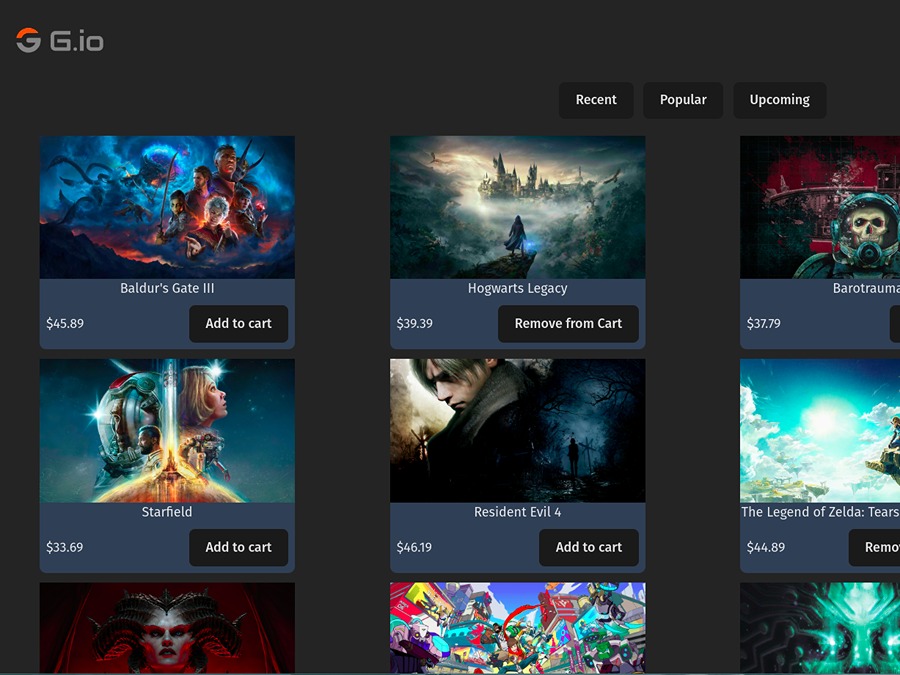 G.io
Recent Popular Upcoming
Baldur's Gate III
$45.89 Add to cart
Hogwarts Legacy
$39.39 Remove from Cart
Barotrauma
$37.79
Starfield
$33.69 Add to cart
Resident Evil 4
$46.19 Add to cart
The Legend of Zelda: Tears
$44.89 Remov